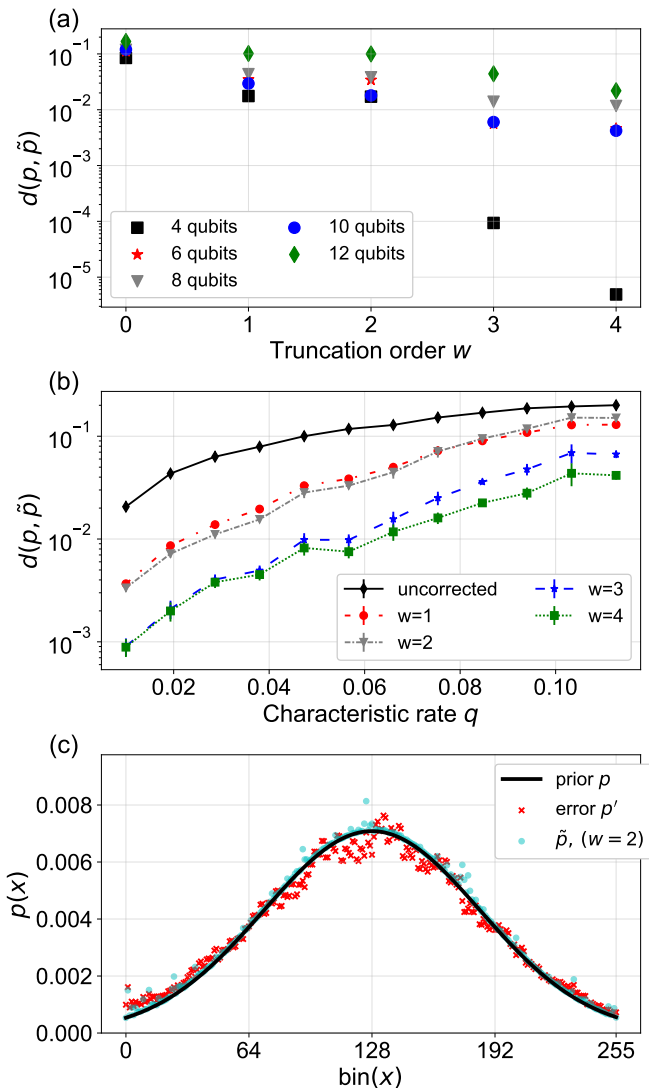 (a)
10⁻¹
10⁻²
10⁻³
10⁻⁴
10⁻⁵
d(p, p̃)
4 qubits
6 qubits
8 qubits
10 qubits
12 qubits
0 1 2 3 4
Truncation order w
(b)
10⁻¹
10⁻²
10⁻³
d(p, p̃)
uncorrected
w=1
w=2
w=3
w=4
0.02 0.04 0.06 0.08 0.10
Characteristic rate q
(c)
0.008
0.006
0.004
0.002
0.000
p(x)
prior p
error p′
p̃, (w = 2)
0 64 128 192 255
bin(x)